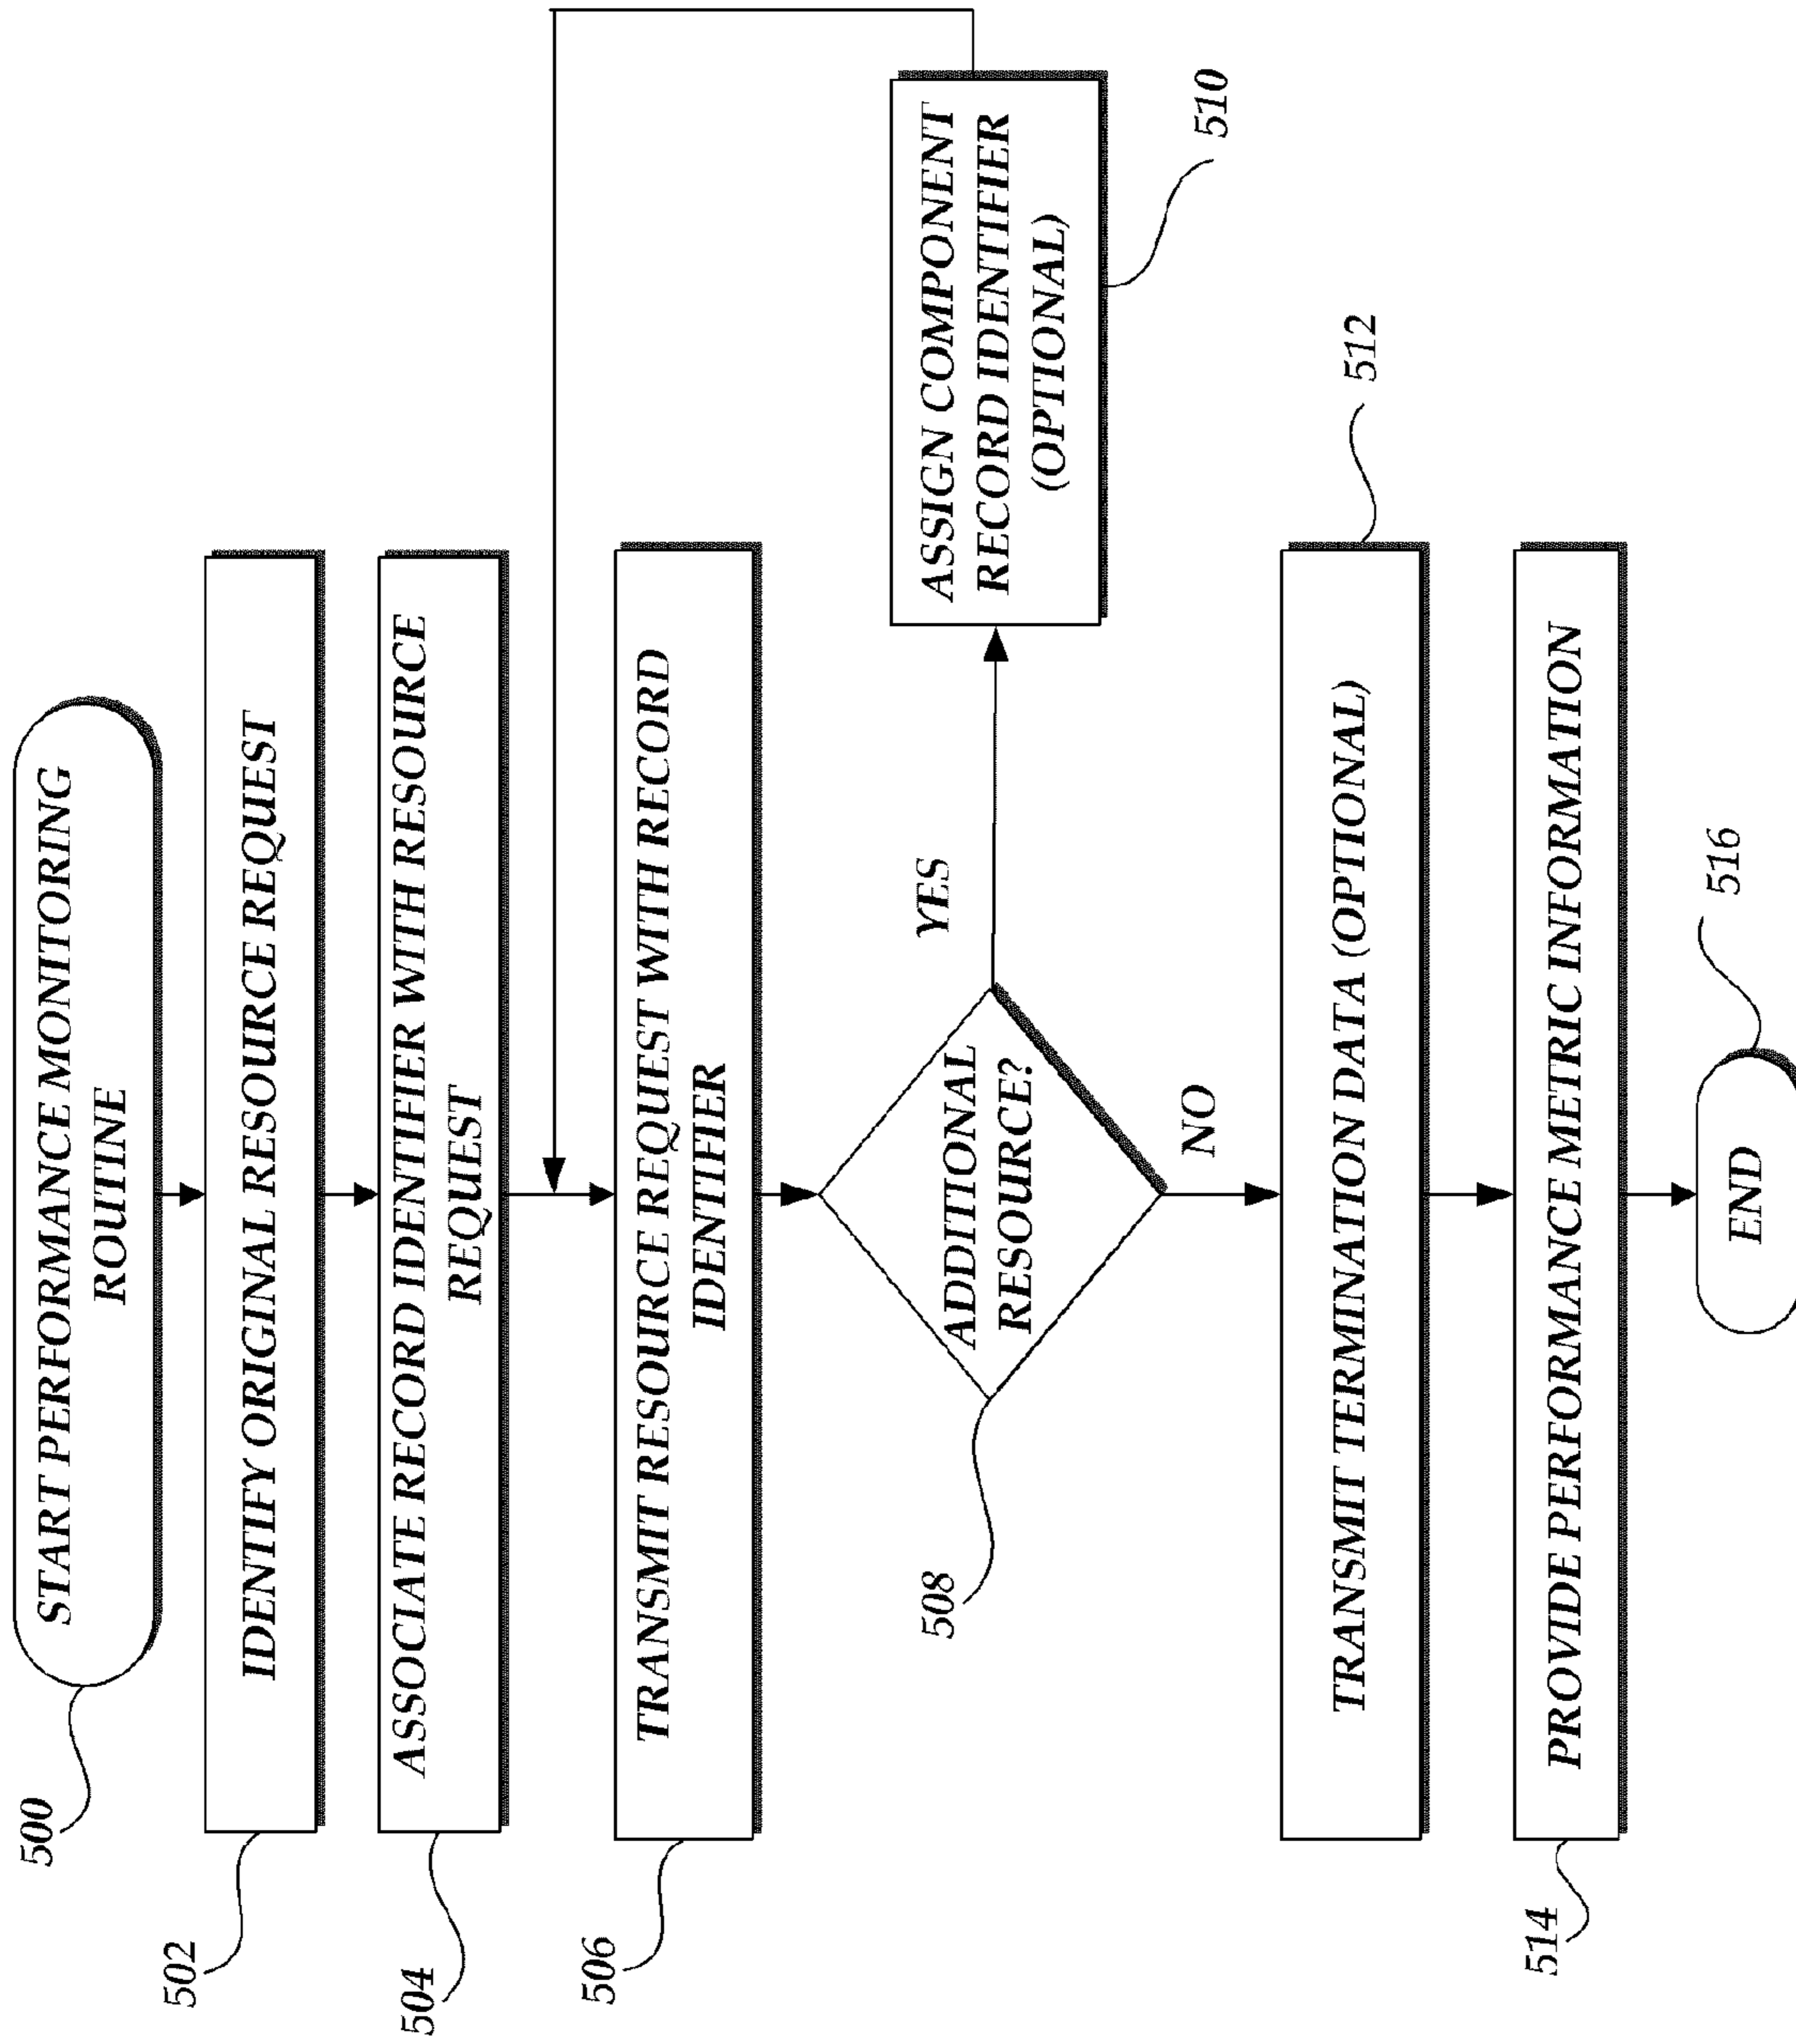 500
START PERFORMANCE MONITORING
ROUTINE
502
IDENTIFY ORIGINAL RESOURCE REQUEST
504
ASSOCIATE RECORD IDENTIFIER WITH RESOURCE
REQUEST
506
TRANSMIT RESOURCE REQUEST WITH RECORD
IDENTIFIER
508
ADDITIONAL
RESOURCE?
YES
ASSIGN COMPONENT
RECORD IDENTIFIER
(OPTIONAL)
510
NO
TRANSMIT TERMINATION DATA (OPTIONAL)
512
514
PROVIDE PERFORMANCE METRIC INFORMATION
END
516